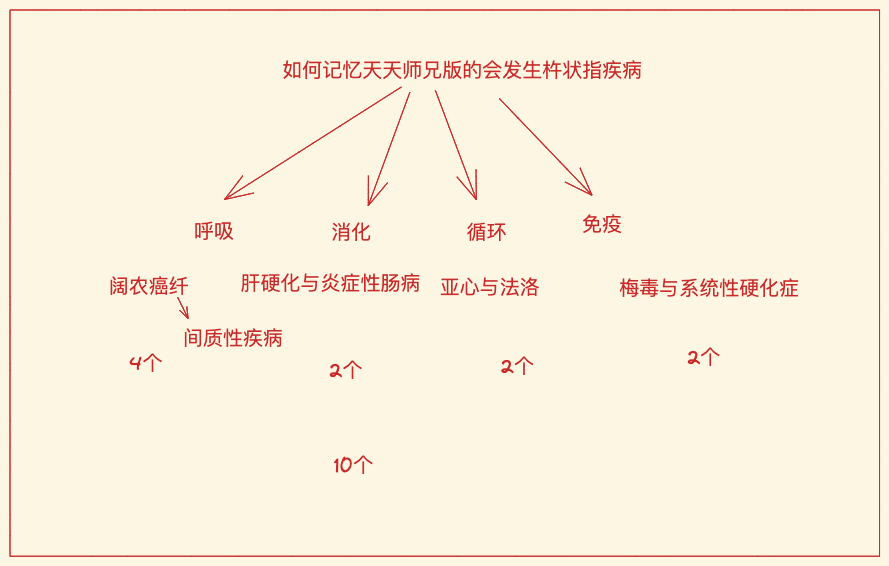 如何记忆天天师兄版的会发生杵状指疾病
呼吸
消化
循环
免疫
阔农癌纤
肝硬化与炎症性肠病
亚心与法洛
梅毒与系统性硬化症
间质性疾病
4个
2个
2个
2个
10个